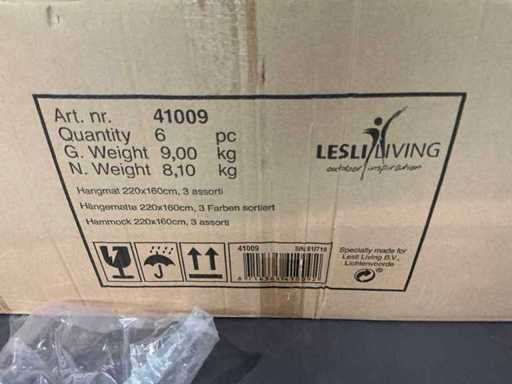 Art. nr. 41009
Quantity 6 pc
G. Weight 9,00 kg
N. Weight 8,10 kg
LESLI LIVING
outdoor inspiration
Hangmat 220x160cm, 3 assorti
Hängematte 220x160cm, 3 Farben sortiert
Hammock 220x160cm, 3 assorti
41009
Specially made for
Lesli Living B.V.,
Lichtenvoorde